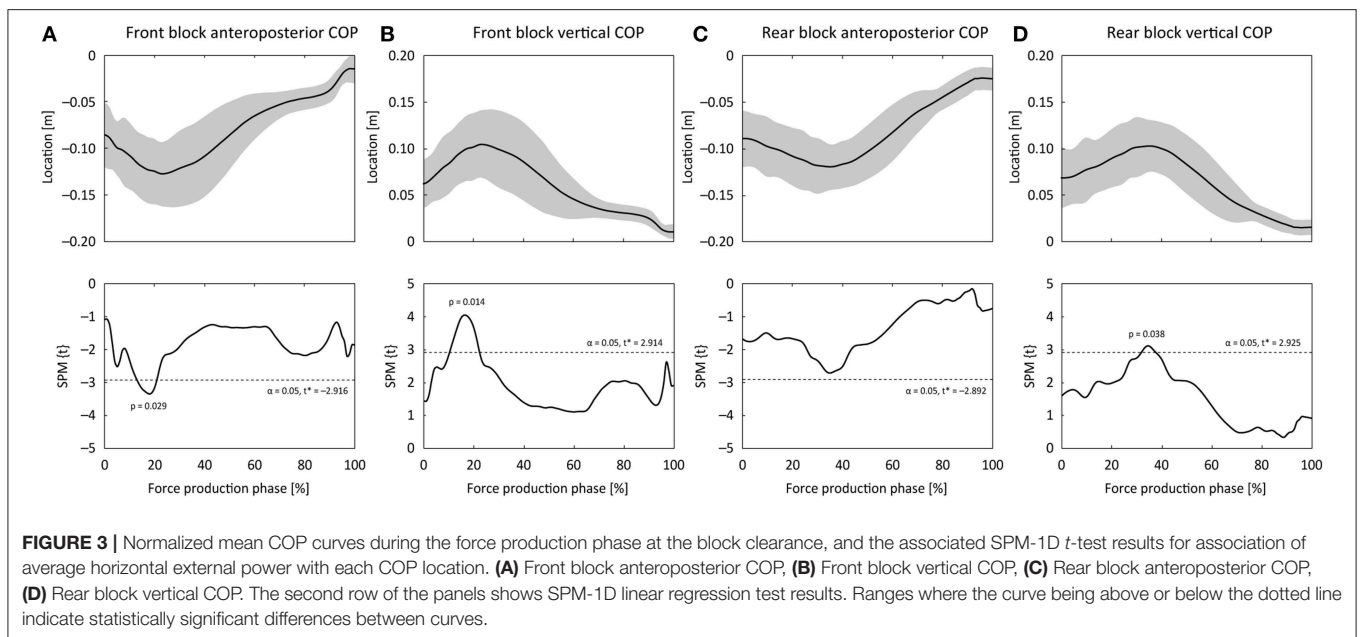 A Front block anteroposterior COP
B Front block vertical COP
C Rear block anteroposterior COP
D Rear block vertical COP
0
−0.05
−0.10
−0.15
−0.20
Location [m]
0.20
0.15
0.10
0.05
0
Location [m]
0
−0.05
−0.10
−0.15
−0.20
Location [m]
0.20
0.15
0.10
0.05
0
Location [m]
0
−1
−2
−3
−4
−5
SPM {t}
p = 0.029
α = 0.05, t* = −2.916
0 20 40 60 80 100
Force production phase [%]
5
4
3
2
1
0
SPM {t}
p = 0.014
α = 0.05, t* = 2.914
0 20 40 60 80 100
Force production phase [%]
0
−1
−2
−3
−4
−5
SPM {t}
α = 0.05, t* = −2.892
0 20 40 60 80 100
Force production phase [%]
5
4
3
2
1
0
SPM {t}
p = 0.038
α = 0.05, t* = 2.925
0 20 40 60 80 100
Force production phase [%]
FIGURE 3 | Normalized mean COP curves during the force production phase at the block clearance, and the associated SPM-1D t-test results for association of
average horizontal external power with each COP location. (A) Front block anteroposterior COP, (B) Front block vertical COP, (C) Rear block anteroposterior COP,
(D) Rear block vertical COP. The second row of the panels shows SPM-1D linear regression test results. Ranges where the curve being above or below the dotted line
indicate statistically significant differences between curves.